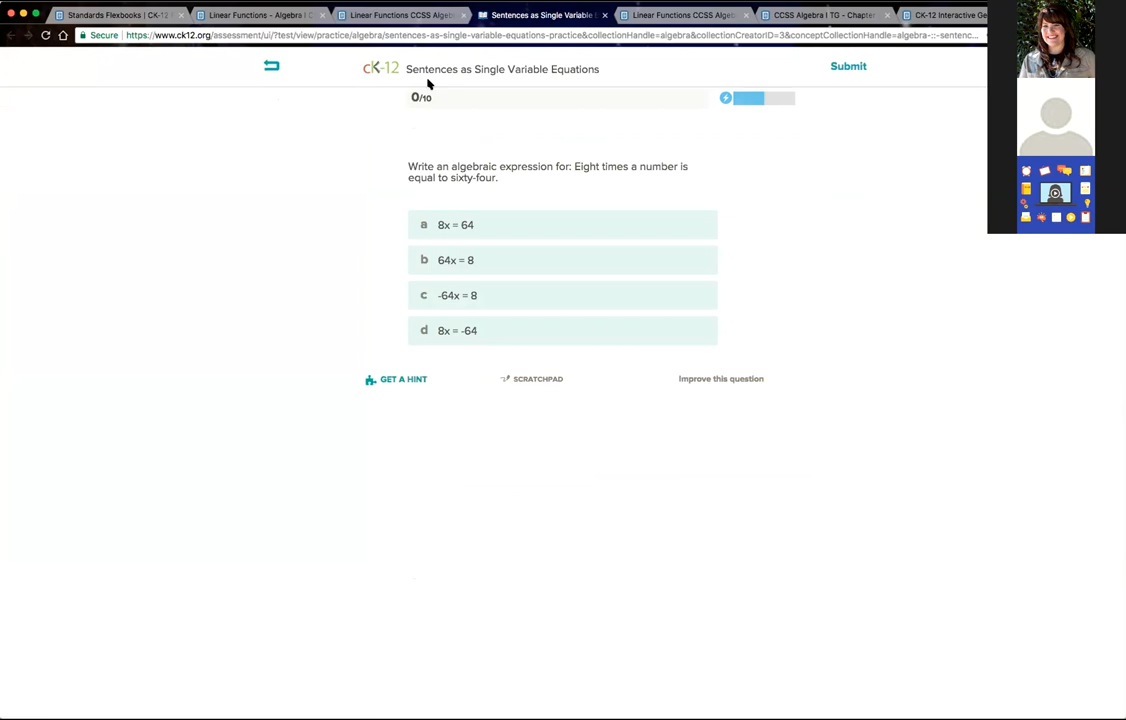 Standards Flexbooks | CK-12 Linear Functions - Algebra I Linear Functions CCSS Algeb Sentences as Single Variable Linear Functions CCSS Algeb CCSS Algebra I TG - Chapter CK-12 Interactive Ge
Secure https://www.ck12.org/assessment/ui/?test/view/practice/algebra/sentences-as-single-variable-equations-practice&collectionHandle=algebra&collectionCreatorID=3&conceptCollectionHandle=algebra-::-sentenc...
cK-12 Sentences as Single Variable Equations Submit
0/10
Write an algebraic expression for: Eight times a number is
equal to sixty-four.
a 8x = 64
b 64x = 8
c -64x = 8
d 8x = -64
GET A HINT SCRATCHPAD Improve this question